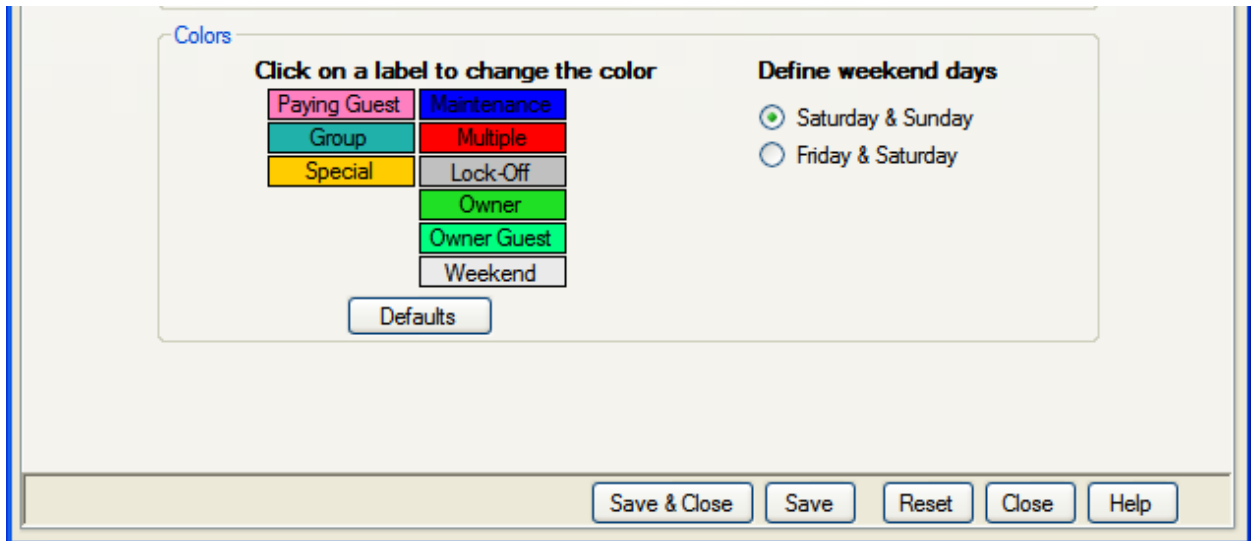 Colors
Click on a label to change the color
Define weekend days
Paying Guest
Maintenance
Saturday & Sunday
Group
Multiple
Friday & Saturday
Special
Lock-Off
Owner
Owner Guest
Weekend
Defaults
Save & Close
Save
Reset
Close
Help